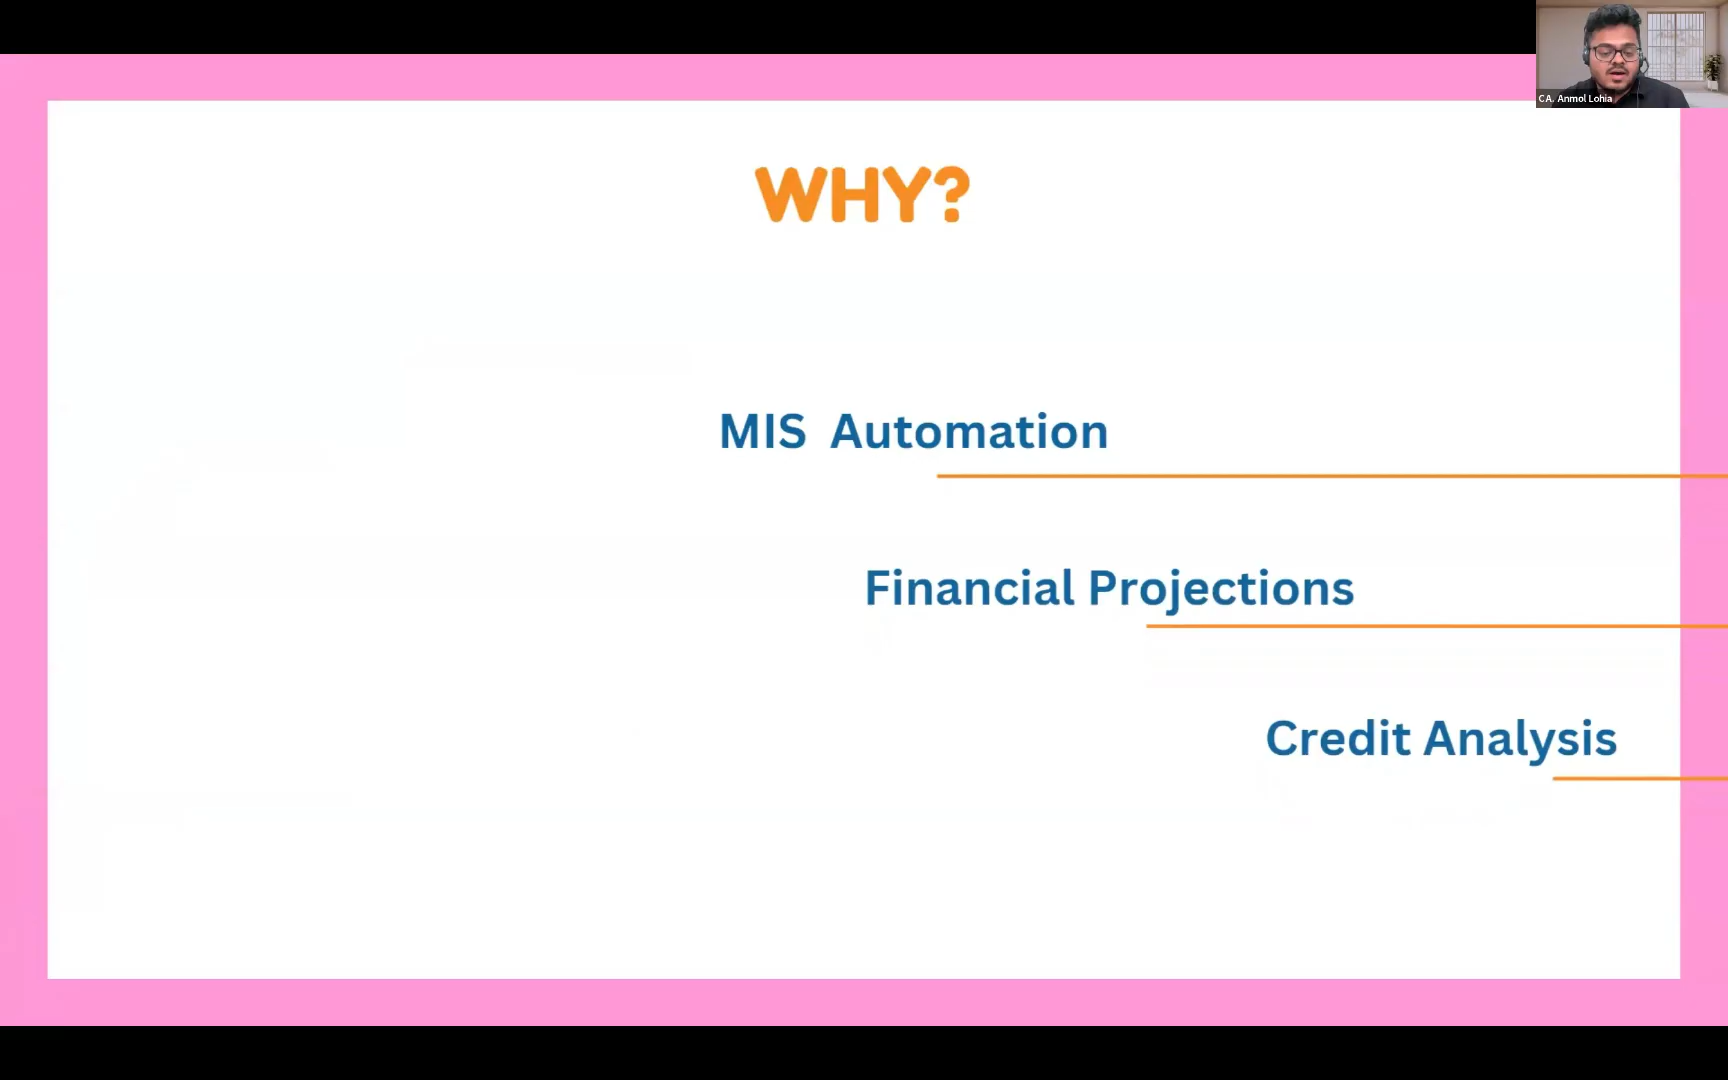 CA. Anmol Lohia
WHY?
MIS Automation
Financial Projections
Credit Analysis